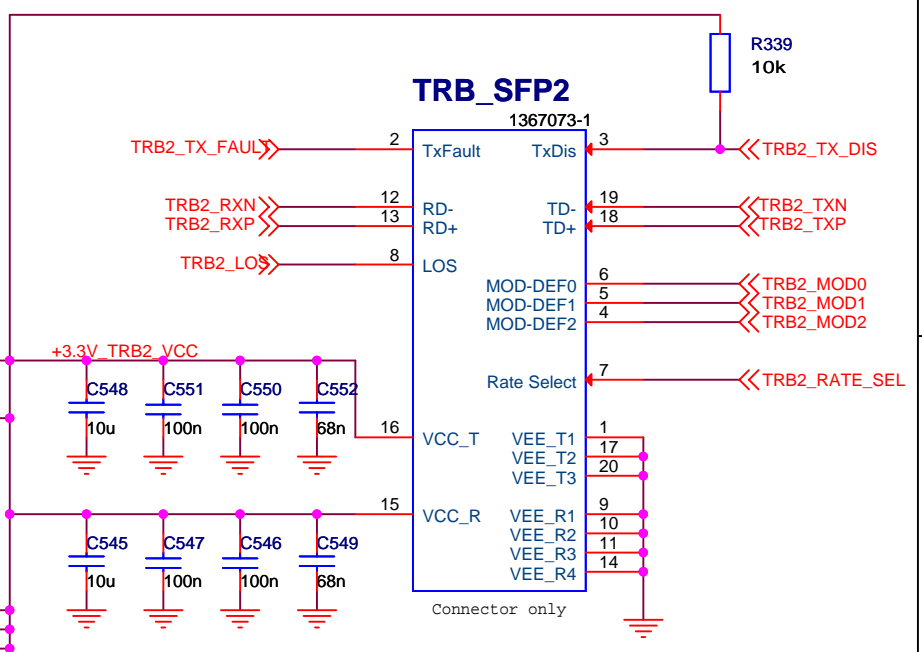 R339
10k
TRB_SFP2
1367073-1
TRB2_TX_FAULT 2 TxFault TxDis 3 TRB2_TX_DIS
TRB2_RXN 12 RD- TD- 19 TRB2_TXN
TRB2_RXP 13 RD+ TD+ 18 TRB2_TXP
TRB2_LOS 8 LOS
MOD-DEF0 6 TRB2_MOD0
MOD-DEF1 5 TRB2_MOD1
MOD-DEF2 4 TRB2_MOD2
+3.3V_TRB2_VCC
Rate Select 7 TRB2_RATE_SEL
C548 C551 C550 C552
10u 100n 100n 68n
16 VCC_T VEE_T1 1
VEE_T2 17
VEE_T3 20
15 VCC_R VEE_R1 9
VEE_R2 10
VEE_R3 11
VEE_R4 14
C545 C547 C546 C549
10u 100n 100n 68n
Connector only